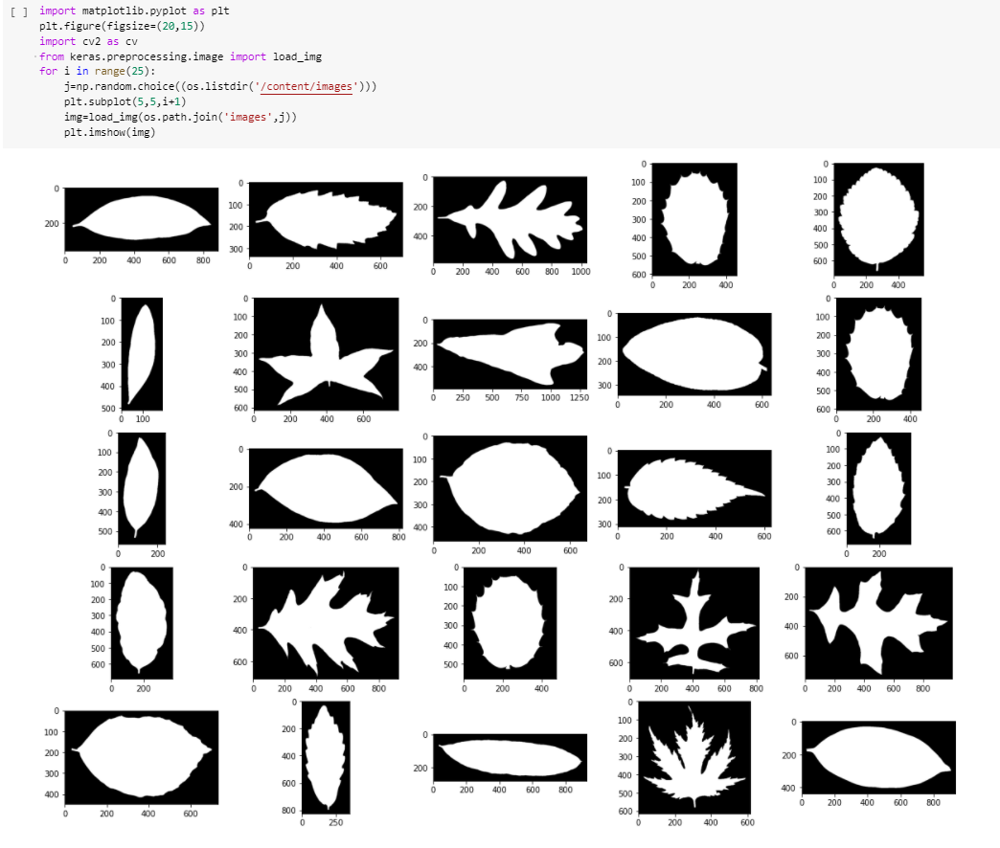 [ ] import matplotlib.pyplot as plt
plt.figure(figsize=(20,15))
import cv2 as cv
from keras.preprocessing.image import load_img
for i in range(25):
j=np.random.choice((os.listdir('/content/images')))
plt.subplot(5,5,i+1)
img=load_img(os.path.join('images',j))
plt.imshow(img)
0 200
0 200 400 600 800
0 100 200 300
0 200 400 600
0 200 400
0 200 400 600 800 1000
0 100 200 300 400 500 600
0 200 400
0 100 200 300 400 500 600
0 200 400
0 100 200 300 400 500
0 100
0 100 200 300 400 500 600
0 200 400 600
0 200 400
0 250 500 750 1000 1250
0 100 200 300
0 200 400 600
0 100 200 300 400 500 600
0 200 400
0 100 200 300 400 500
0 200
0 200 400
0 200 400 600 800
0 100 200 300 400
0 200 400 600
0 100 200 300
0 200 400 600
0 100 200 300 400 500 600
0 200
0 100 200 300 400 500 600
0 200
0 200 400 600
0 200 400 600 800
0 100 200 300 400 500
0 200 400
0 200 400 600
0 200 400 600 800
0 200 400 600
0 200 400 600 800
0 100 200 300 400
0 200 400 600
0 200 400 600 800
0 250
0 200
0 200 400 600 800
0 100 200 300 400 500 600
0 200 400 600
0 200 400
0 200 400 600 800